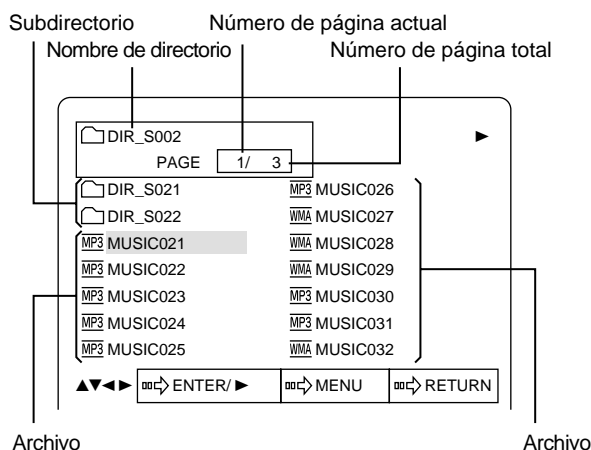 Subdirectorio
Número de página actual
Nombre de directorio
Número de página total
DIR_S002
PAGE 1/ 3
DIR_S021
DIR_S022
MP3 MUSIC021
MP3 MUSIC022
MP3 MUSIC023
MP3 MUSIC024
MP3 MUSIC025
MP3 MUSIC026
WMA MUSIC027
WMA MUSIC028
WMA MUSIC029
MP3 MUSIC030
MP3 MUSIC031
WMA MUSIC032
▲▼◄► ENTER/► MENU RETURN
Archivo
Archivo